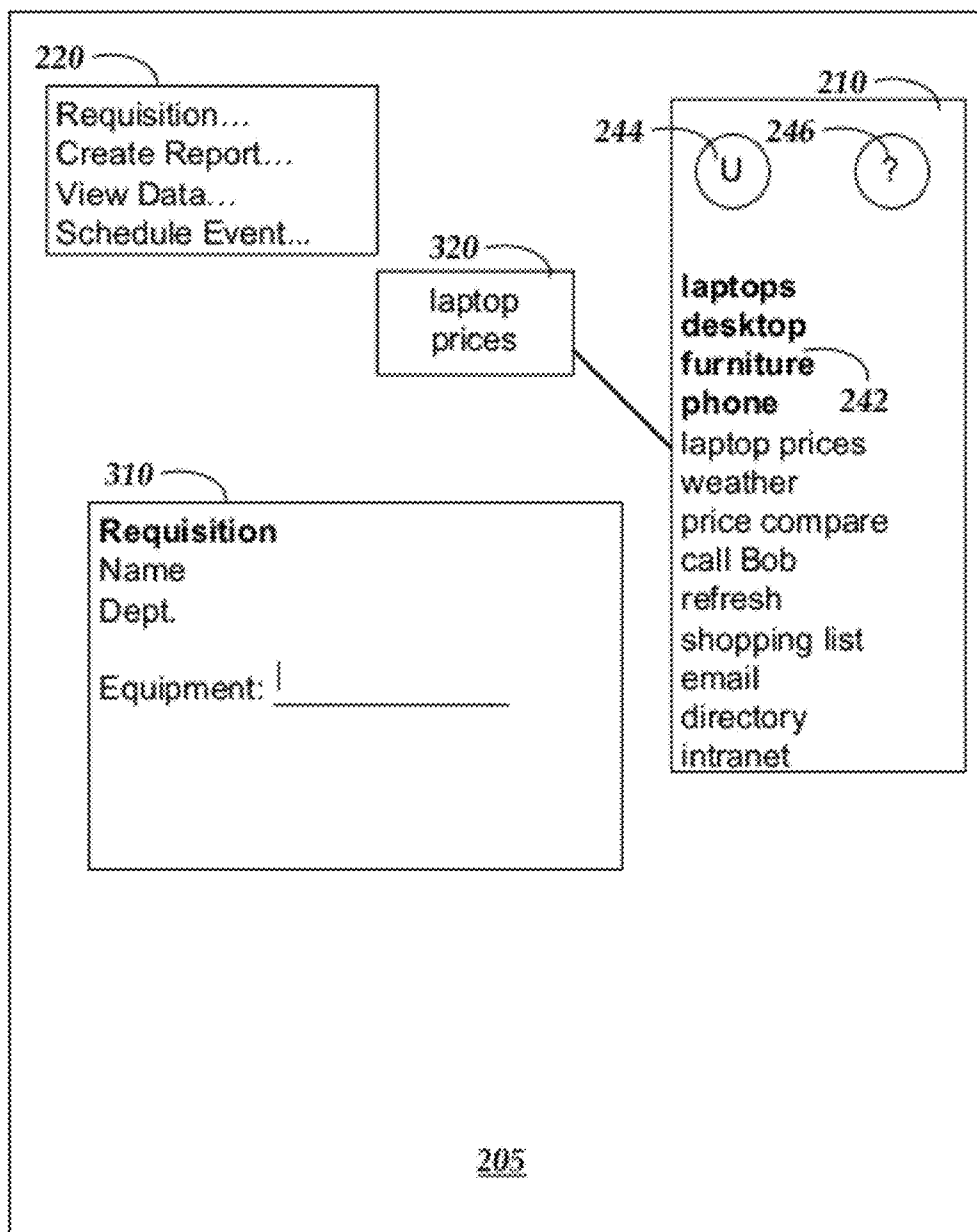 220
Requisition...
Create Report...
View Data...
Schedule Event...
210
244
246
U
?
320
laptop
prices
laptops
desktop
furniture
phone
242
laptop prices
weather
price compare
call Bob
refresh
shopping list
email
directory
intranet
310
Requisition
Name
Dept.
Equipment:
205